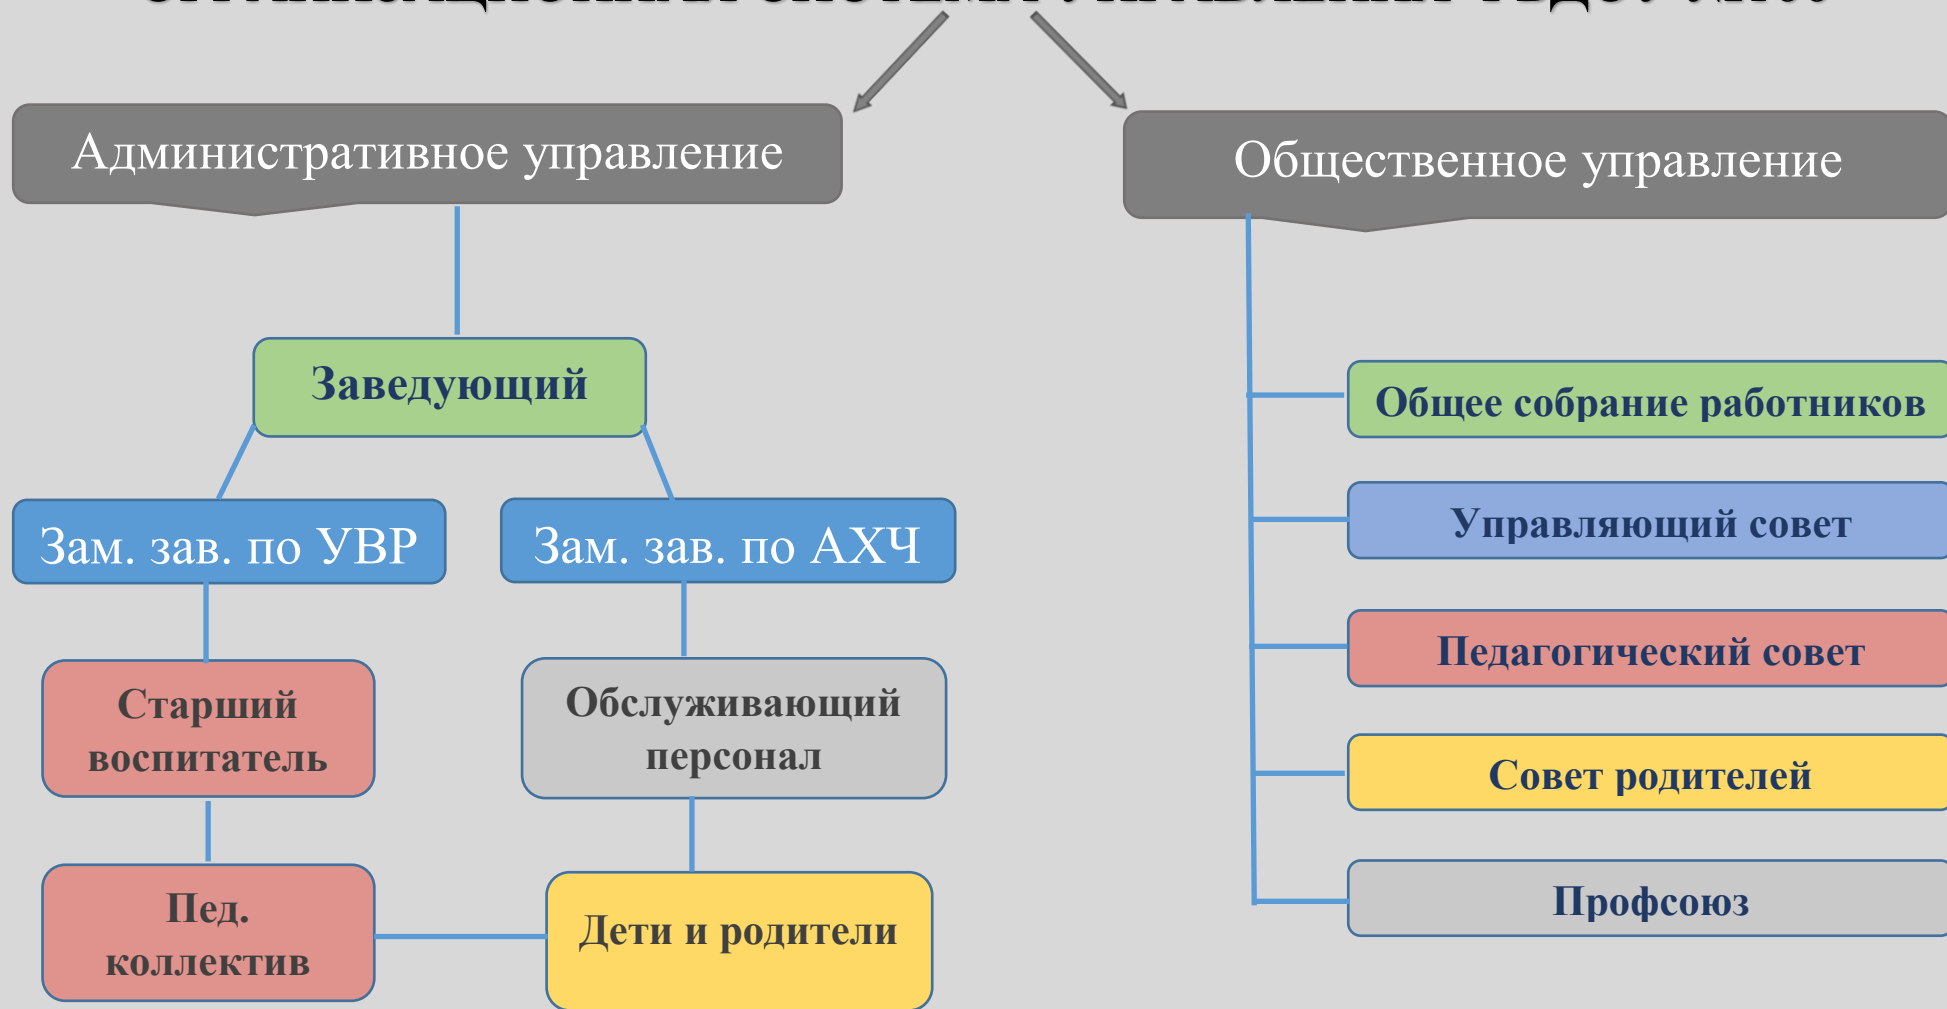 Административное управление
Общественное управление
Заведующий
Зам. зав. по УВР
Зам. зав. по АХЧ
Старший
воспитатель
Обслуживающий
персонал
Пед.
коллектив
Дети и родители
Общее собрание работников
Управляющий совет
Педагогический совет
Совет родителей
Профсоюз